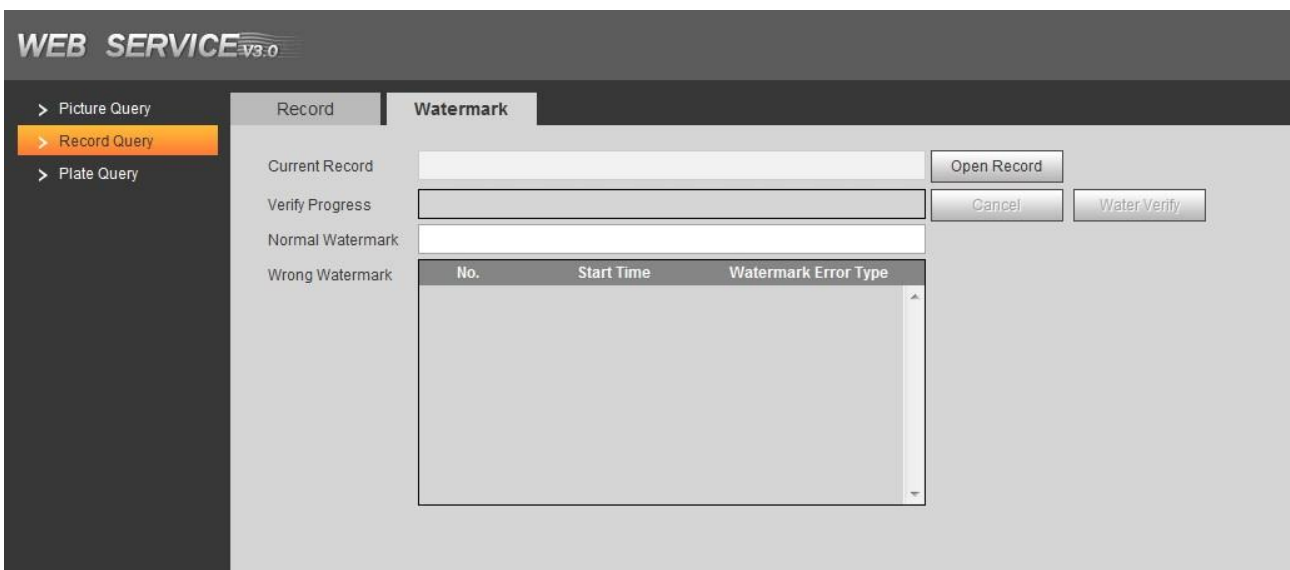 WEB SERVICE V3.0
> Picture Query
> Record Query
> Plate Query
Record Watermark
Current Record Open Record
Verify Progress Cancel Water Verify
Normal Watermark
Wrong Watermark No. Start Time Watermark Error Type